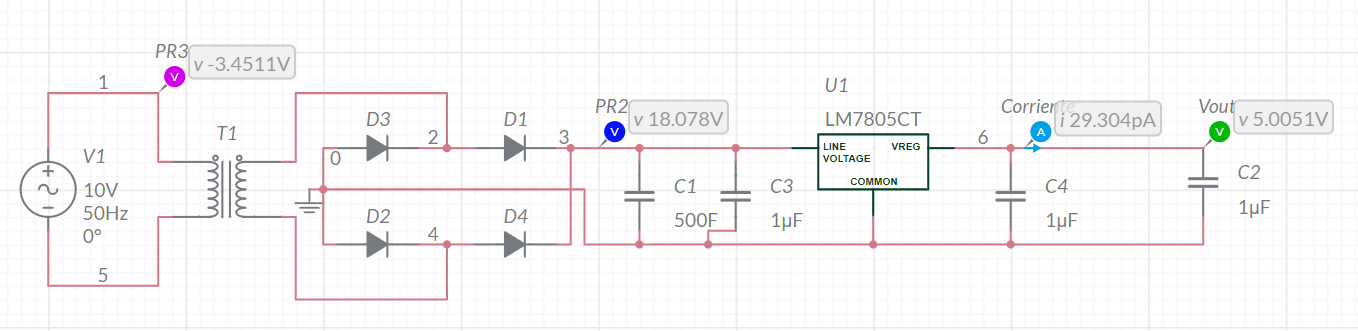 PR3
v -3.4511V
1
V
T1
V1
10V
50Hz
0°
5
D3
0
2
D1
3
D2
4
D4
PR2
v 18.078V
V
C1
500F
C3
1µF
U1
LM7805CT
LINE
VOLTAGE
VREG
COMMON
6
Corriente
i 29.304pA
A
C4
1µF
Vout
v 5.0051V
V
C2
1µF